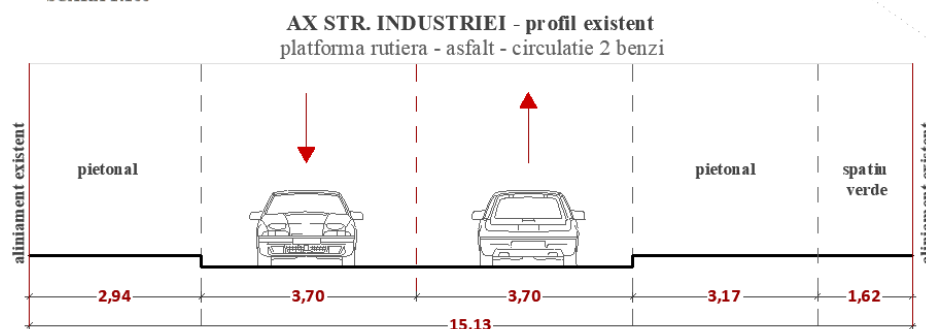 AX STR. INDUSTRIEI - profil existent
platforma rutiera - asfalt - circulatie 2 benzi
aliniament existent
pietonal
pietonal
spatiu
verde
aliniament existent
2,94
3,70
3,70
3,17
1,62
15,13